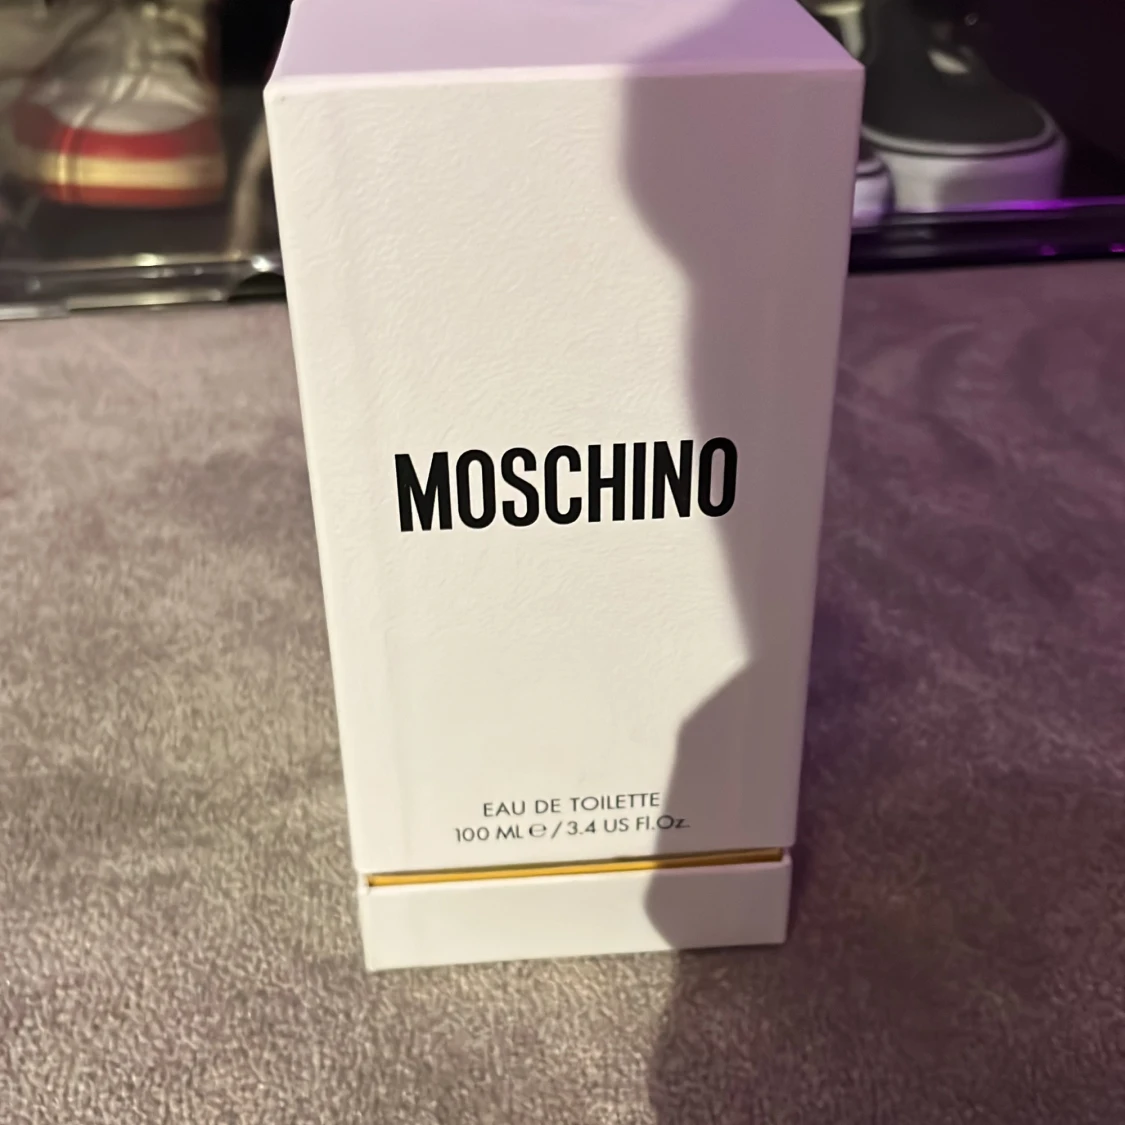 MOSCHINO
EAU DE TOILETTE
100 ML ℮ / 3.4 US Fl.Oz.